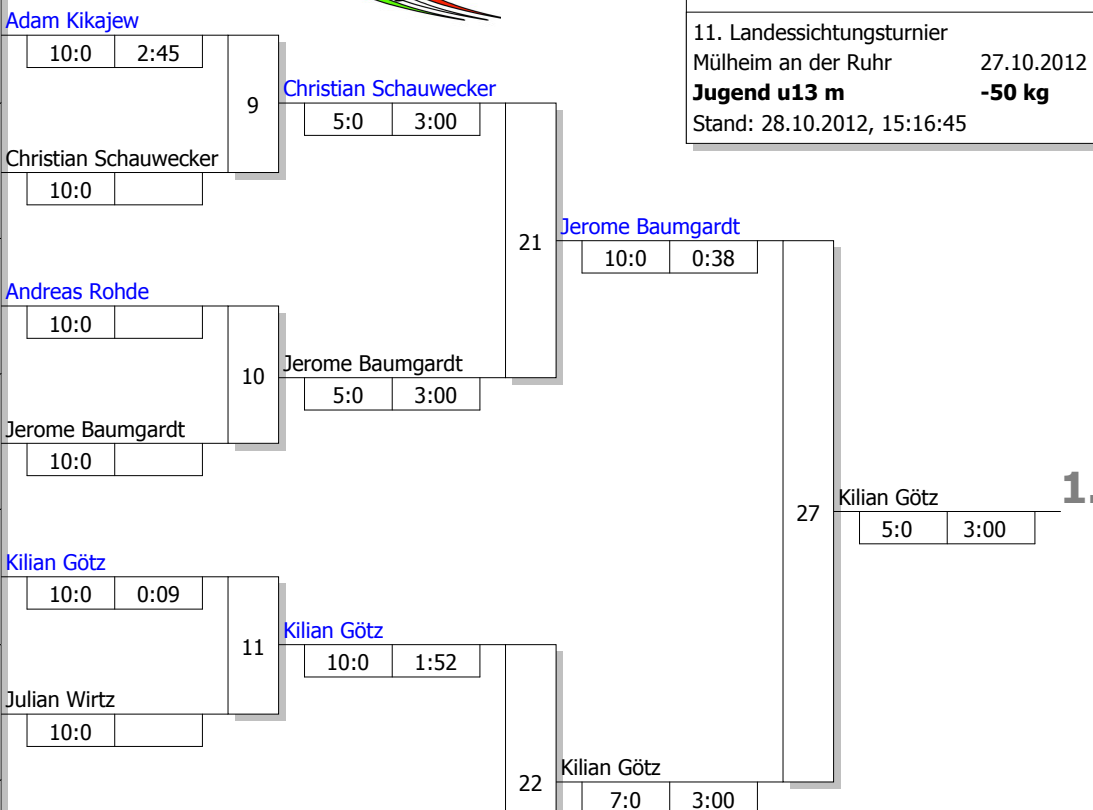 Adam Kikajew
10:0 2:45
11. Landessichtungsturnier
Mülheim an der Ruhr 27.10.2012
Jugend u13 m -50 kg
Stand: 28.10.2012, 15:16:45
9
Christian Schauwecker
5:0 3:00
Christian Schauwecker
10:0
21
Jerome Baumgardt
10:0 0:38
Andreas Rohde
10:0
10
Jerome Baumgardt
5:0 3:00
Jerome Baumgardt
10:0
27
Kilian Götz
1.
5:0 3:00
Kilian Götz
10:0 0:09
11
Kilian Götz
10:0 1:52
Julian Wirtz
10:0
22
Kilian Götz
7:0 3:00